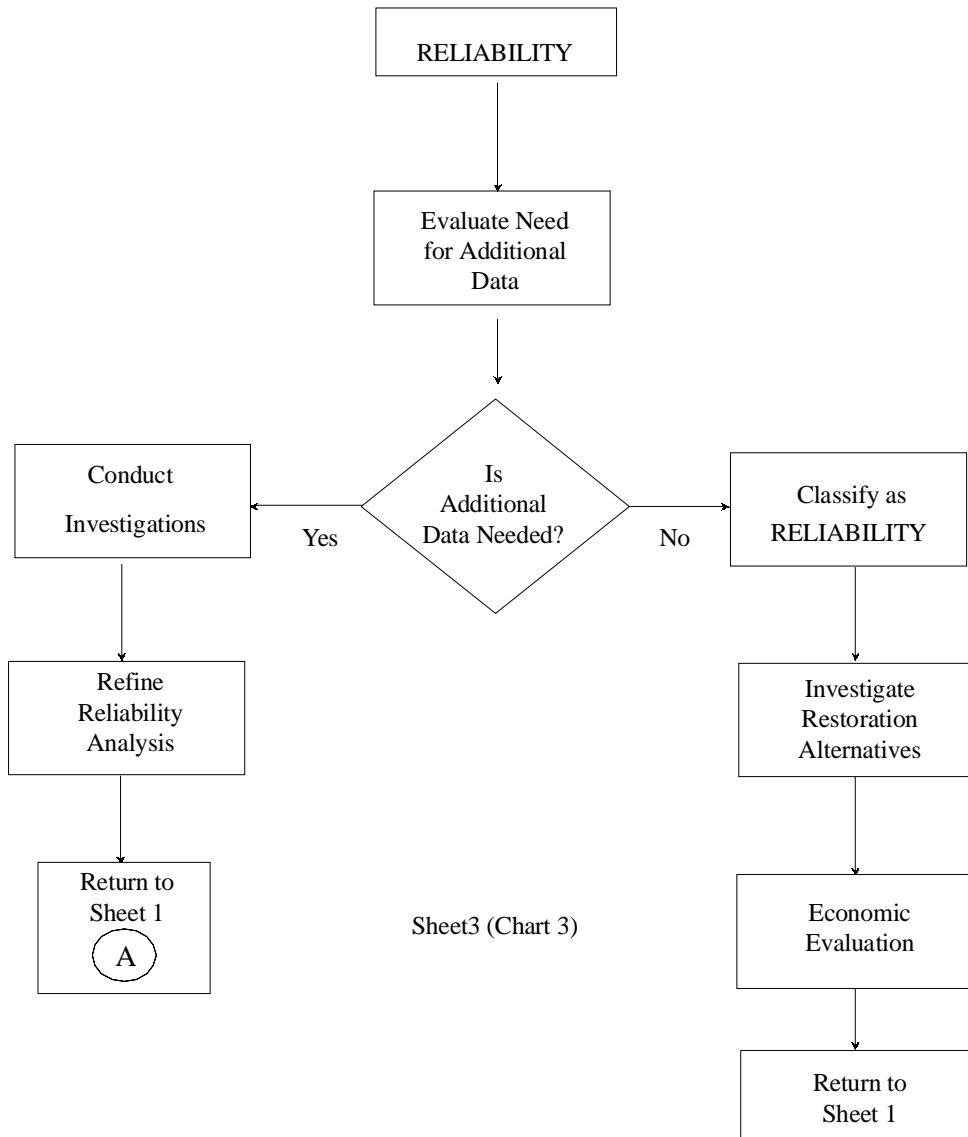 RELIABILITY
Evaluate Need
for Additional
Data
Is
Additional
Data Needed?
Yes
No
Conduct
Investigations
Refine
Reliability
Analysis
Return to
Sheet 1
A
Classify as
RELIABILITY
Investigate
Restoration
Alternatives
Economic
Evaluation
Return to
Sheet 1
Sheet3 (Chart 3)